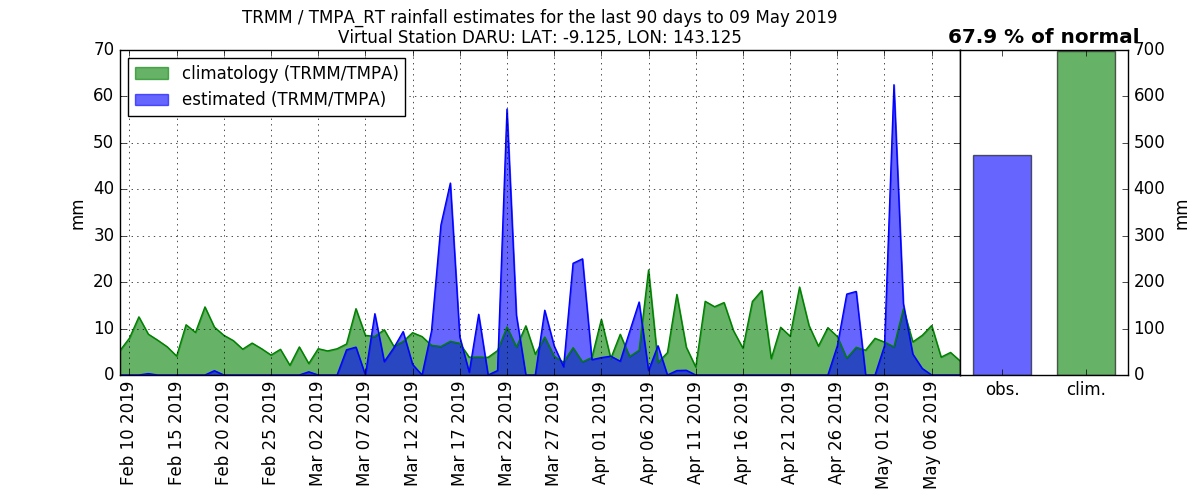 TRMM / TMPA_RT rainfall estimates for the last 90 days to 09 May 2019
Virtual Station DARU: LAT: -9.125, LON: 143.125
67.9 % of normal
climatology (TRMM/TMPA)
estimated (TRMM/TMPA)
mm
70
60
50
40
30
20
10
0
Feb 10 2019
Feb 15 2019
Feb 20 2019
Feb 25 2019
Mar 02 2019
Mar 07 2019
Mar 12 2019
Mar 17 2019
Mar 22 2019
Mar 27 2019
Apr 01 2019
Apr 06 2019
Apr 11 2019
Apr 16 2019
Apr 21 2019
Apr 26 2019
May 01 2019
May 06 2019
obs.
clim.
700
600
500
400
300
200
100
0
mm